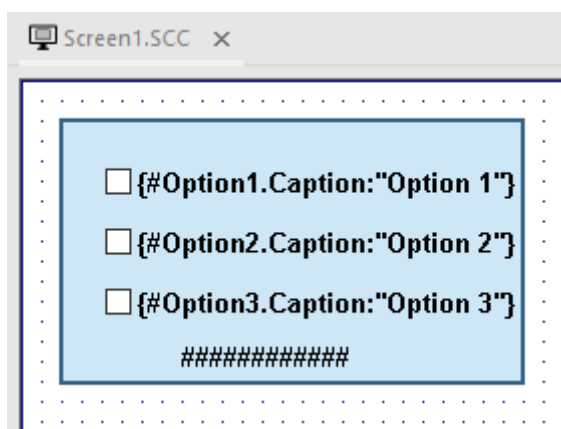 Screen1.SCC ×
{#Option1.Caption:"Option 1"}
{#Option2.Caption:"Option 2"}
{#Option3.Caption:"Option 3"}
############